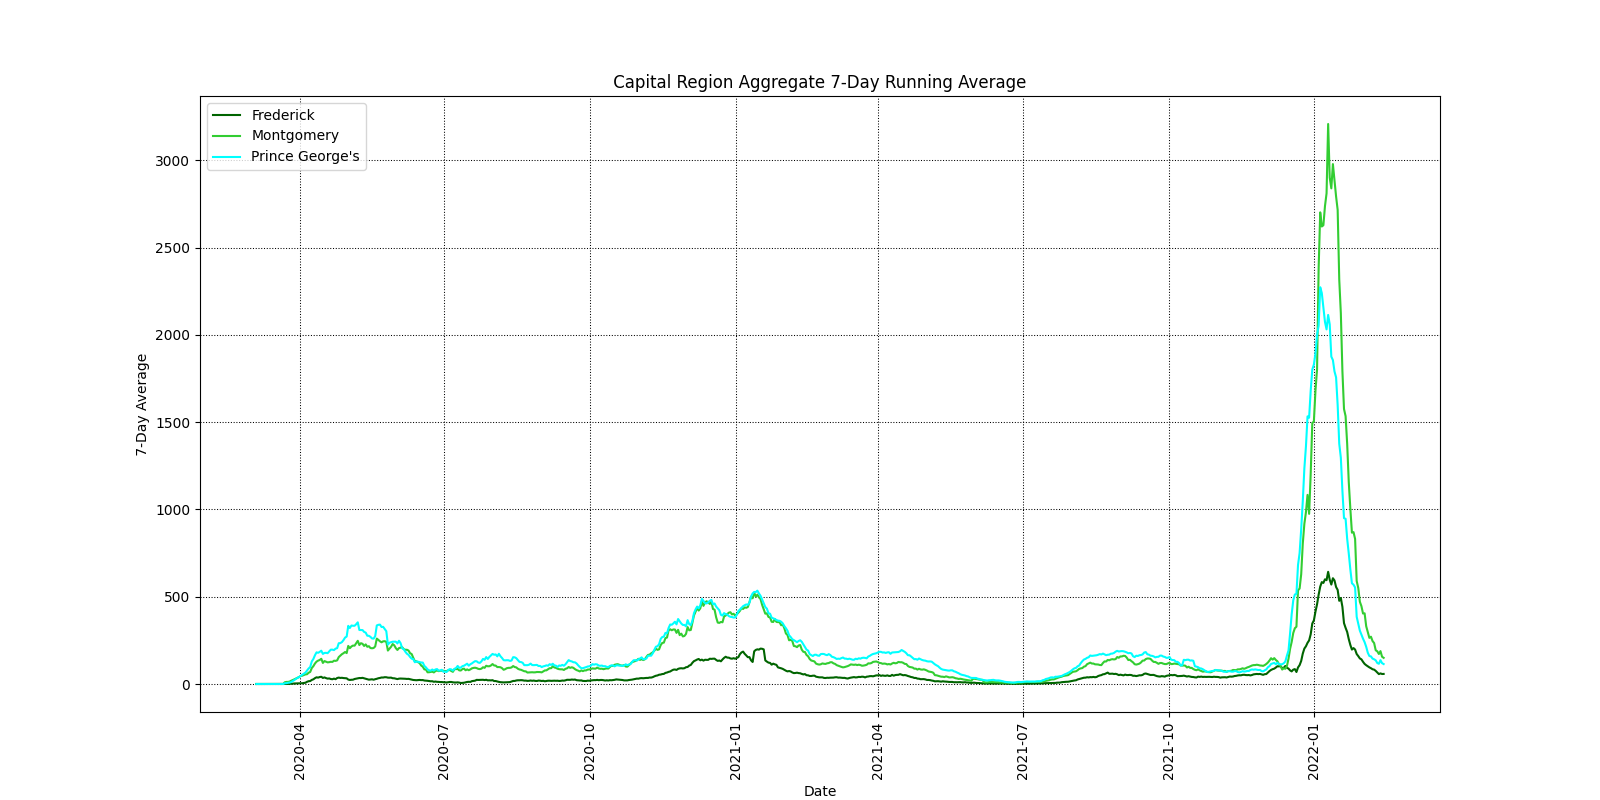 Capital Region Aggregate 7-Day Running Average
Frederick
Montgomery
Prince George's
3000
2500
2000
1500
1000
500
0
7-Day Average
2020-04
2020-07
2020-10
2021-01
2021-04
2021-07
2021-10
2022-01
Date